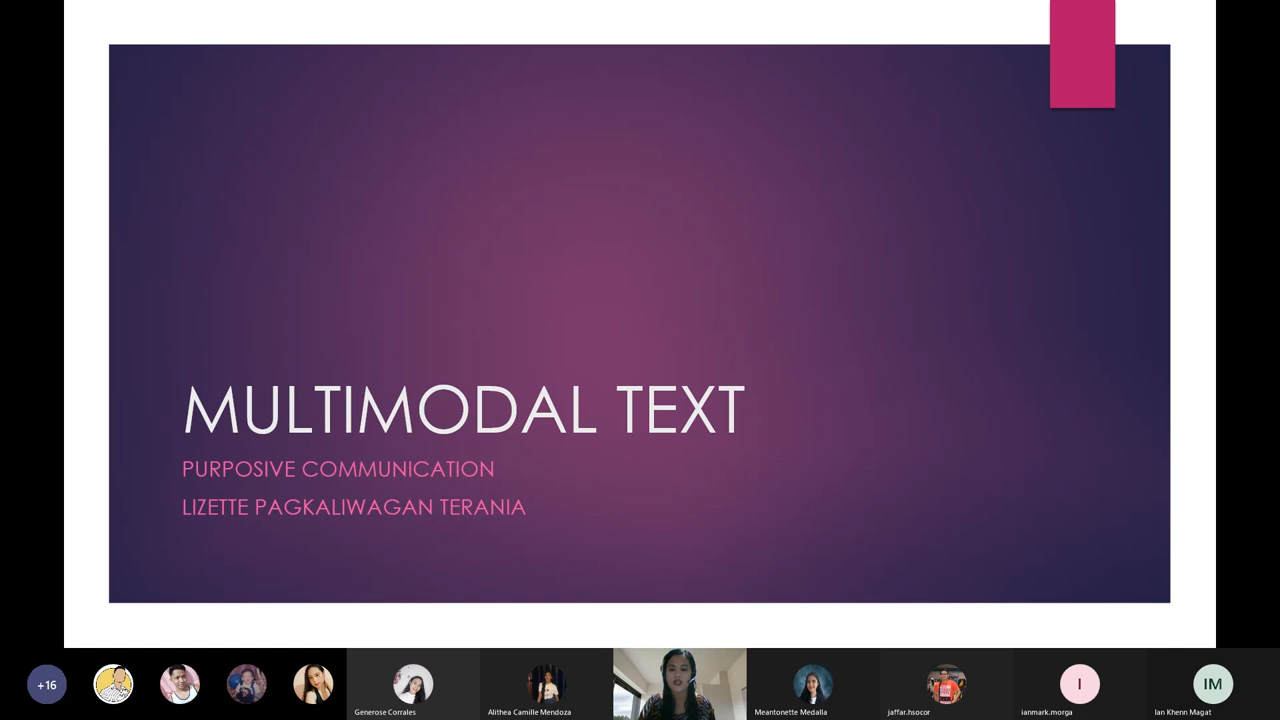 MULTIMODAL TEXT
PURPOSIVE COMMUNICATION
LIZETTE PAGKALIWAGAN TERANIA
+16
Generose Corrales
Alithea Camille Mendoza
Meantonette Medalla
jaffar.hsocor
I
ianmark.morga
IM
Ian Khenn Magat